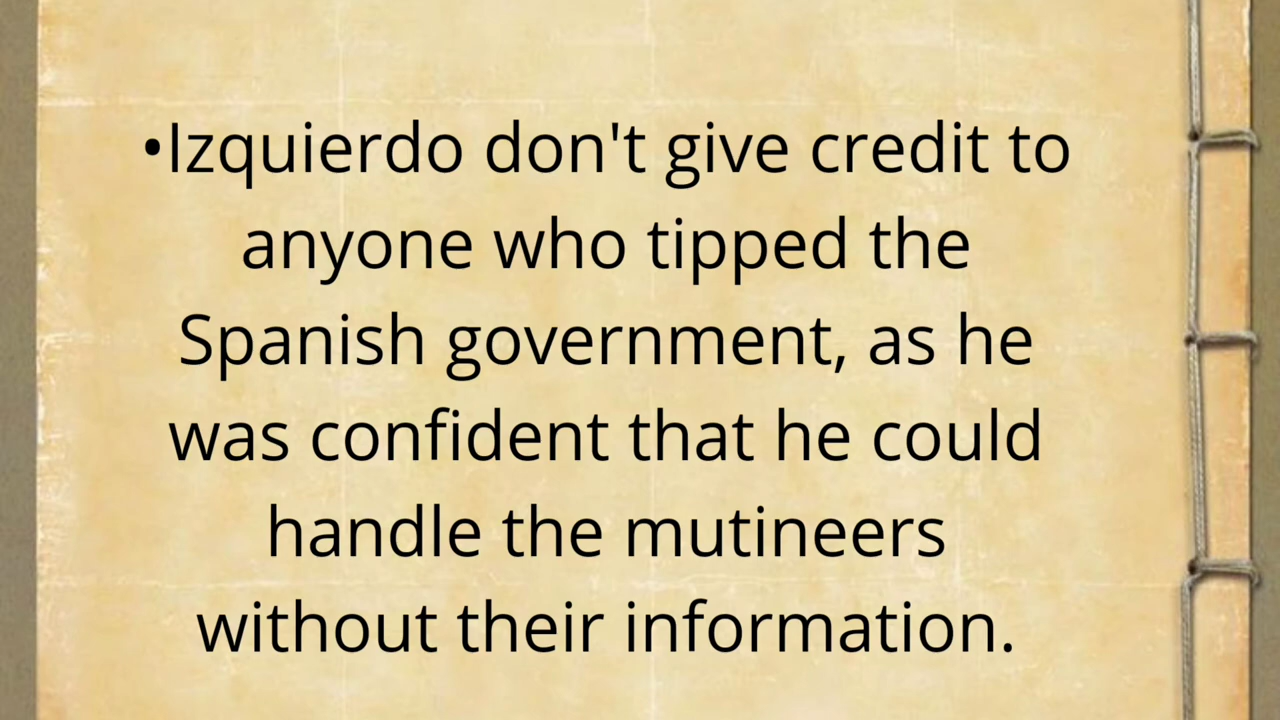 •Izquierdo don't give credit to
anyone who tipped the
Spanish government, as he
was confident that he could
handle the mutineers
without their information.